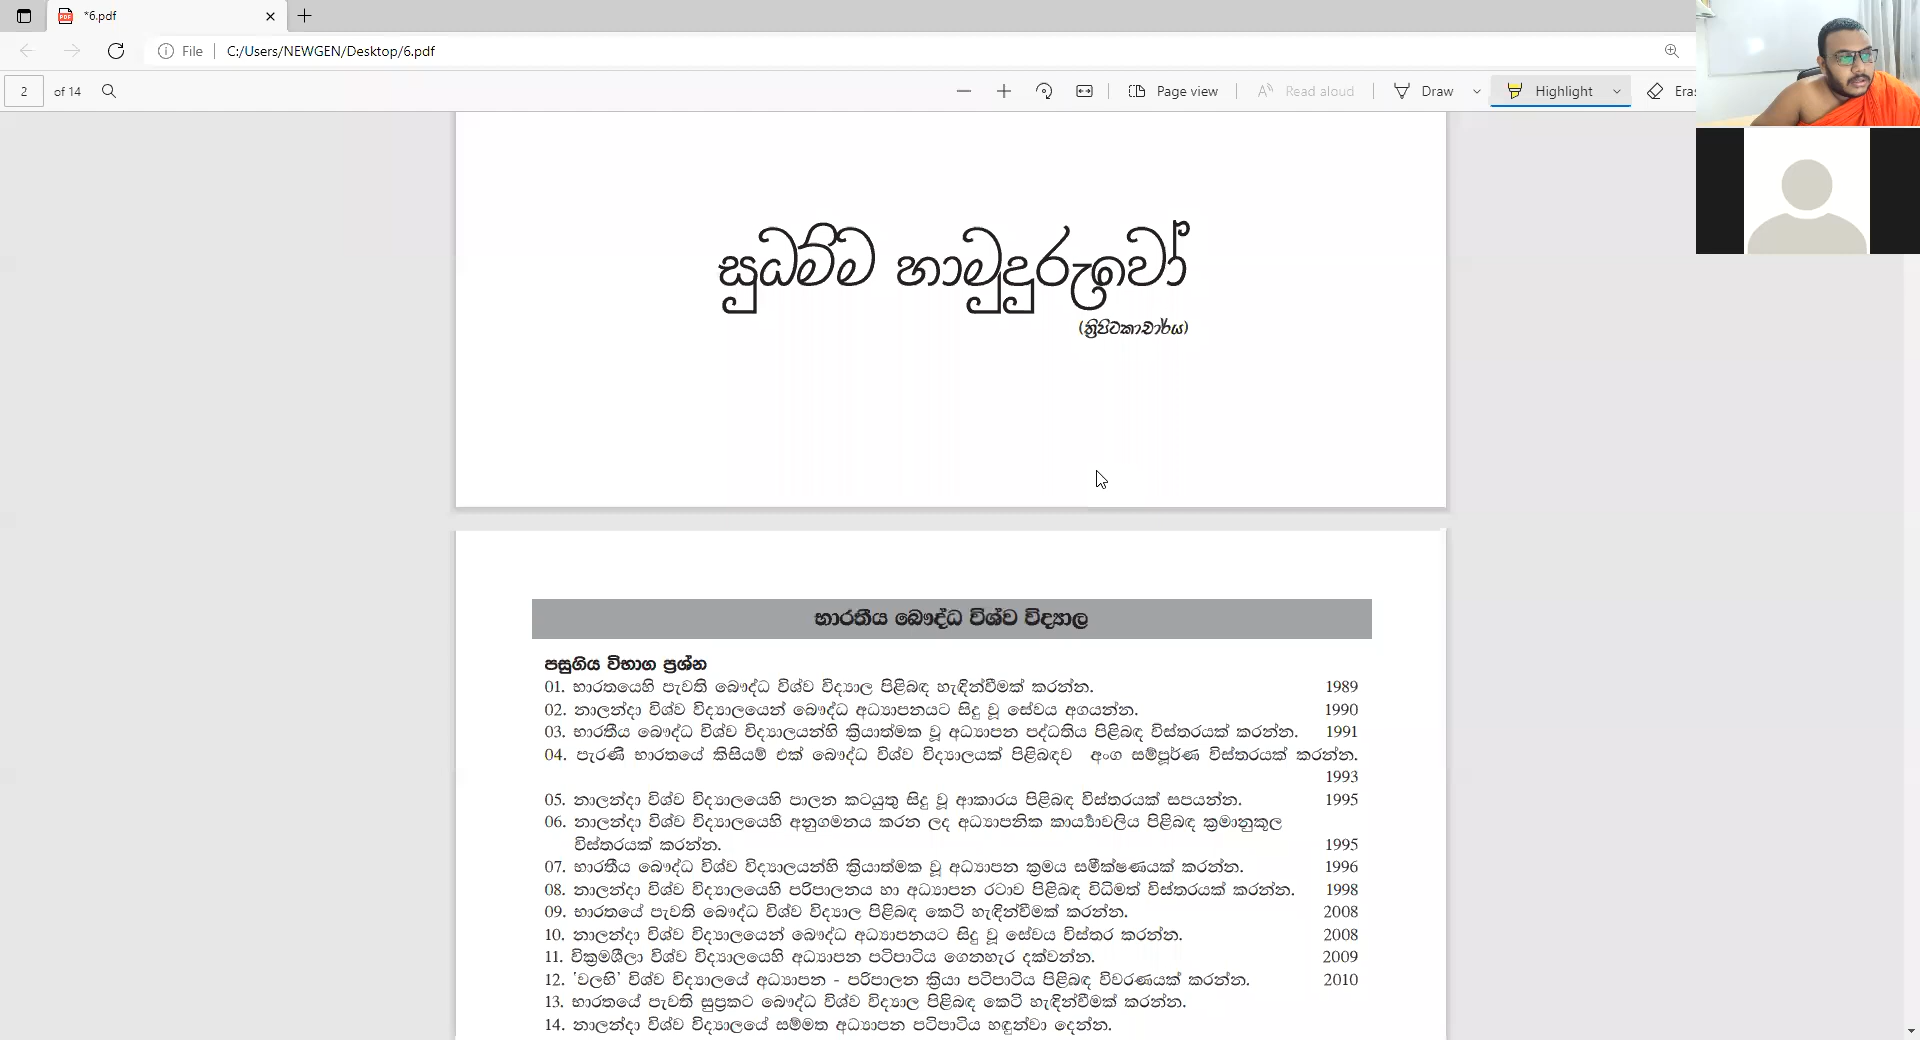 *6.pdf
File
C:/Users/NEWGEN/Desktop/6.pdf
2 of 14
Page view
Read aloud
Draw
Highlight
Eras
සුධම්ම හාමුදුරුවෝ
(ත්‍රිපිටකාචාර්ය)
භාරතීය බෞද්ධ විශ්ව විද්‍යාල
පසුගිය විභාග ප්‍රශ්න
01. භාරතයෙහි පැවති බෞද්ධ විශ්ව විද්‍යාල පිළිබඳ හැඳින්වීමක් කරන්න. 1989
02. නාලන්දා විශ්ව විද්‍යාලයෙන් බෞද්ධ අධ්‍යාපනයට සිදු වූ සේවය අගයන්න. 1990
03. භාරතීය බෞද්ධ විශ්ව විද්‍යාලයන්හි ක්‍රියාත්මක වූ අධ්‍යාපන පද්ධතිය පිළිබඳ විස්තරයක් කරන්න. 1991
04. පැරණි භාරතයේ කිසියම් එක් බෞද්ධ විශ්ව විද්‍යාලයක් පිළිබඳව අංග සම්පූර්ණ විස්තරයක් කරන්න.
1993
05. නාලන්දා විශ්ව විද්‍යාලයෙහි පාලන කටයුතු සිදු වූ ආකාරය පිළිබඳ විස්තරයක් සපයන්න. 1995
06. නාලන්දා විශ්ව විද්‍යාලයෙහි අනුගමනය කරන ලද අධ්‍යාපනික කාර්‍ය්‍යාවලිය පිළිබඳ ක්‍රමානුකූල
විස්තරයක් කරන්න. 1995
07. භාරතීය බෞද්ධ විශ්ව විද්‍යාලයන්හි ක්‍රියාත්මක වූ අධ්‍යාපන ක්‍රමය සමීක්ෂණයක් කරන්න. 1996
08. නාලන්දා විශ්ව විද්‍යාලයෙහි පරිපාලනය හා අධ්‍යාපන රටාව පිළිබඳ විධිමත් විස්තරයක් කරන්න. 1998
09. භාරතයේ පැවති බෞද්ධ විශ්ව විද්‍යාල පිළිබඳ කෙටි හැඳින්වීමක් කරන්න. 2008
10. නාලන්දා විශ්ව විද්‍යාලයෙන් බෞද්ධ අධ්‍යාපනයට සිදු වූ සේවය විස්තර කරන්න. 2008
11. වික්‍රමශීලා විශ්ව විද්‍යාලයෙහි අධ්‍යාපන පටිපාටිය ගෙනහැර දක්වන්න. 2009
12. 'වලභි' විශ්ව විද්‍යාලයේ අධ්‍යාපන - පරිපාලන ක්‍රියා පටිපාටිය පිළිබඳ විවරණයක් කරන්න. 2010
13. භාරතයේ පැවති සුප්‍රකට බෞද්ධ විශ්ව විද්‍යාල පිළිබඳ කෙටි හැඳින්වීමක් කරන්න.
14. නාලන්දා විශ්ව විද්‍යාලයේ සම්මත අධ්‍යාපන පටිපාටිය හඳුන්වා දෙන්න.